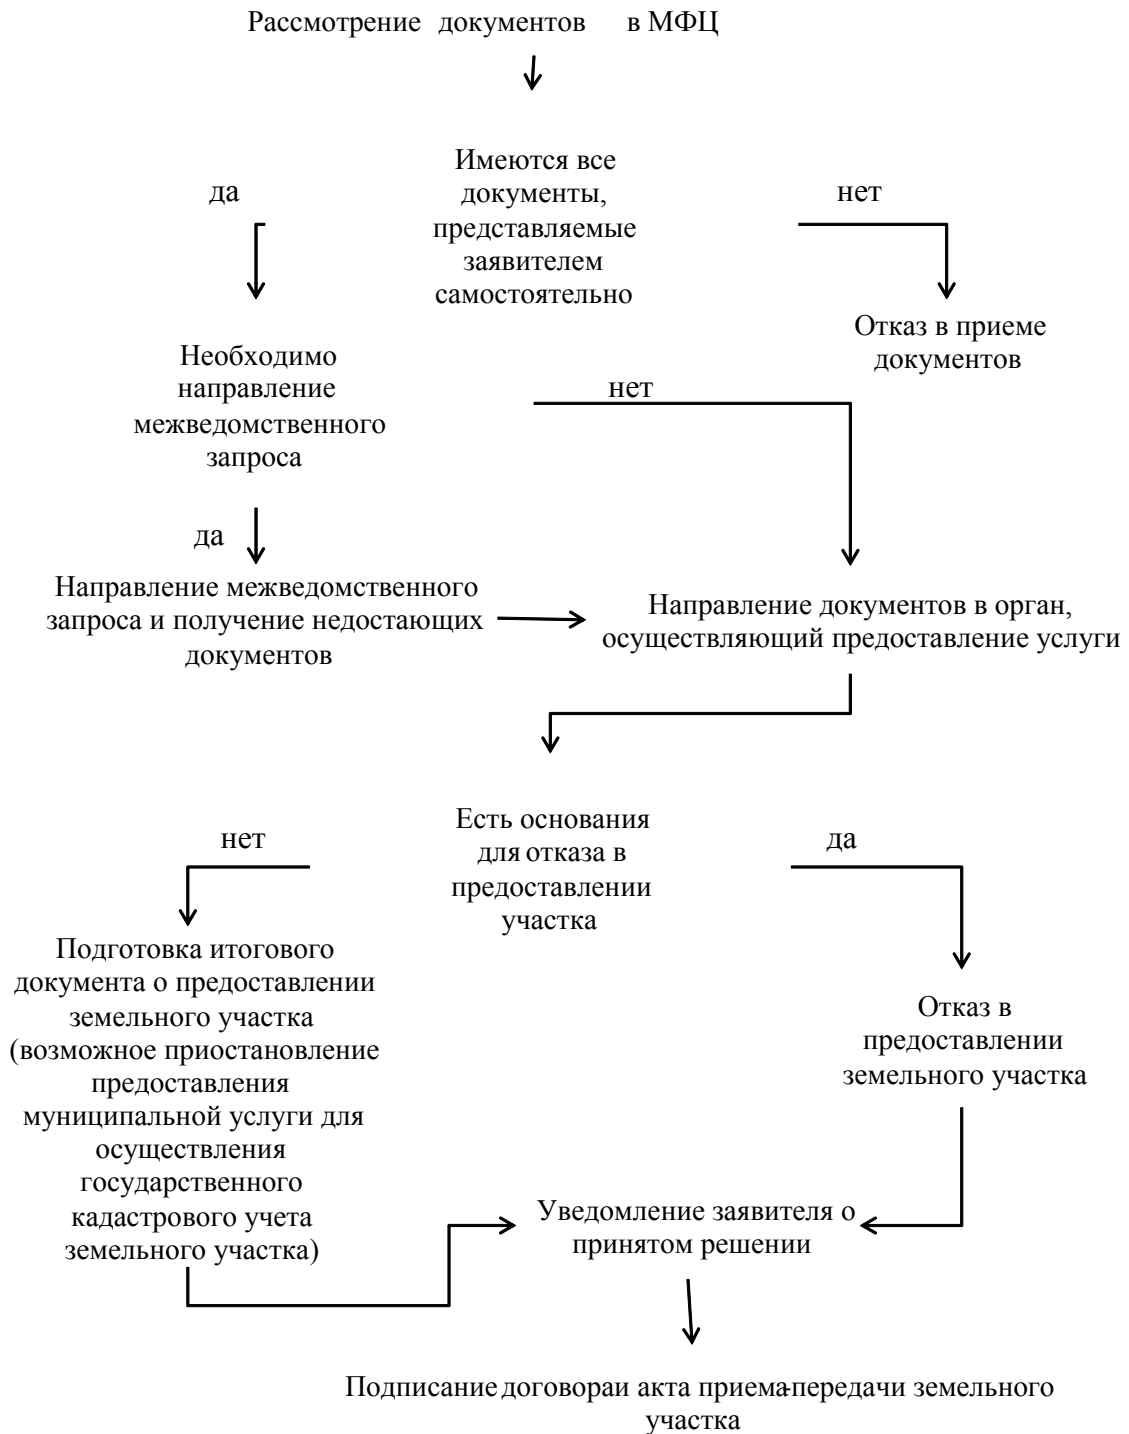 Рассмотрение документов в МФЦ
Имеются все
документы,
представляемые
заявителем
самостоятельно
да
нет
Отказ в приеме
документов
Необходимо
направление
межведомственного
запроса
нет
да
Направление межведомственного
запроса и получение недостающих
документов
Направление документов в орган,
осуществляющий предоставление услуги
Есть основания
для отказа в
предоставлении
участка
нет
да
Подготовка итогового
документа о предоставлении
земельного участка
(возможное приостановление
предоставления
муниципальной услуги для
осуществления
государственного
кадастрового учета
земельного участка)
Отказ в
предоставлении
земельного участка
Уведомление заявителя о
принятом решении
Подписание договораи акта приема-передачи земельного
участка